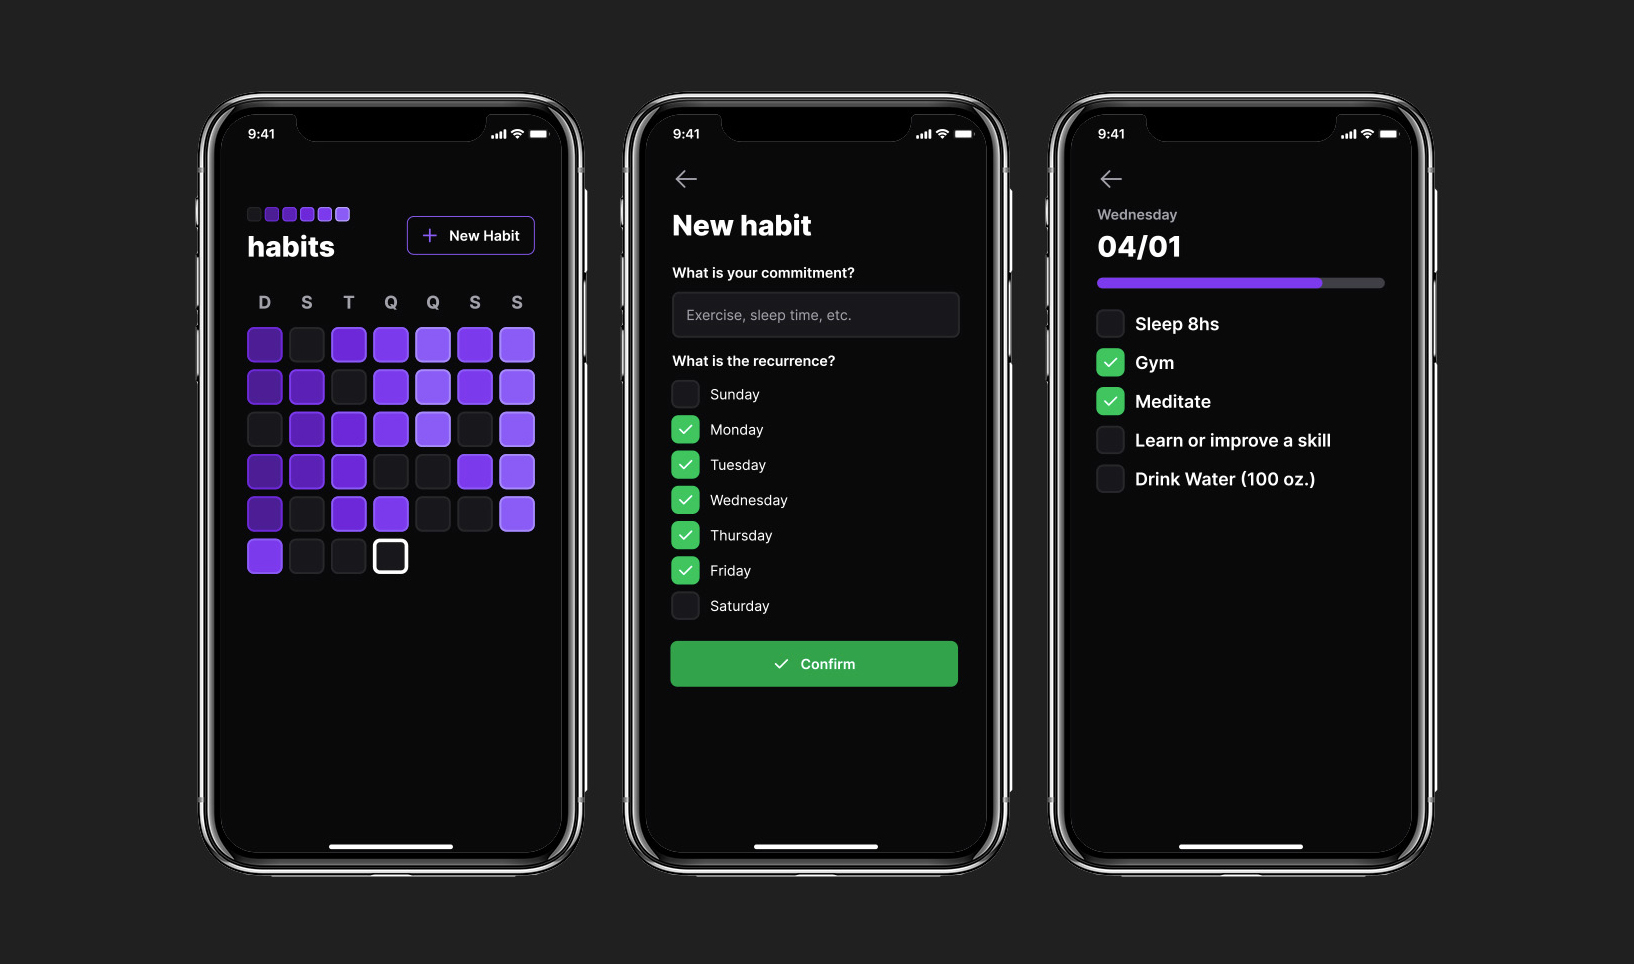 9:41
habits
New Habit
D S T Q Q S S
9:41
New habit
What is your commitment?
Exercise, sleep time, etc.
What is the recurrence?
Sunday
Monday
Tuesday
Wednesday
Thursday
Friday
Saturday
Confirm
9:41
Wednesday
04/01
Sleep 8hs
Gym
Meditate
Learn or improve a skill
Drink Water (100 oz.)